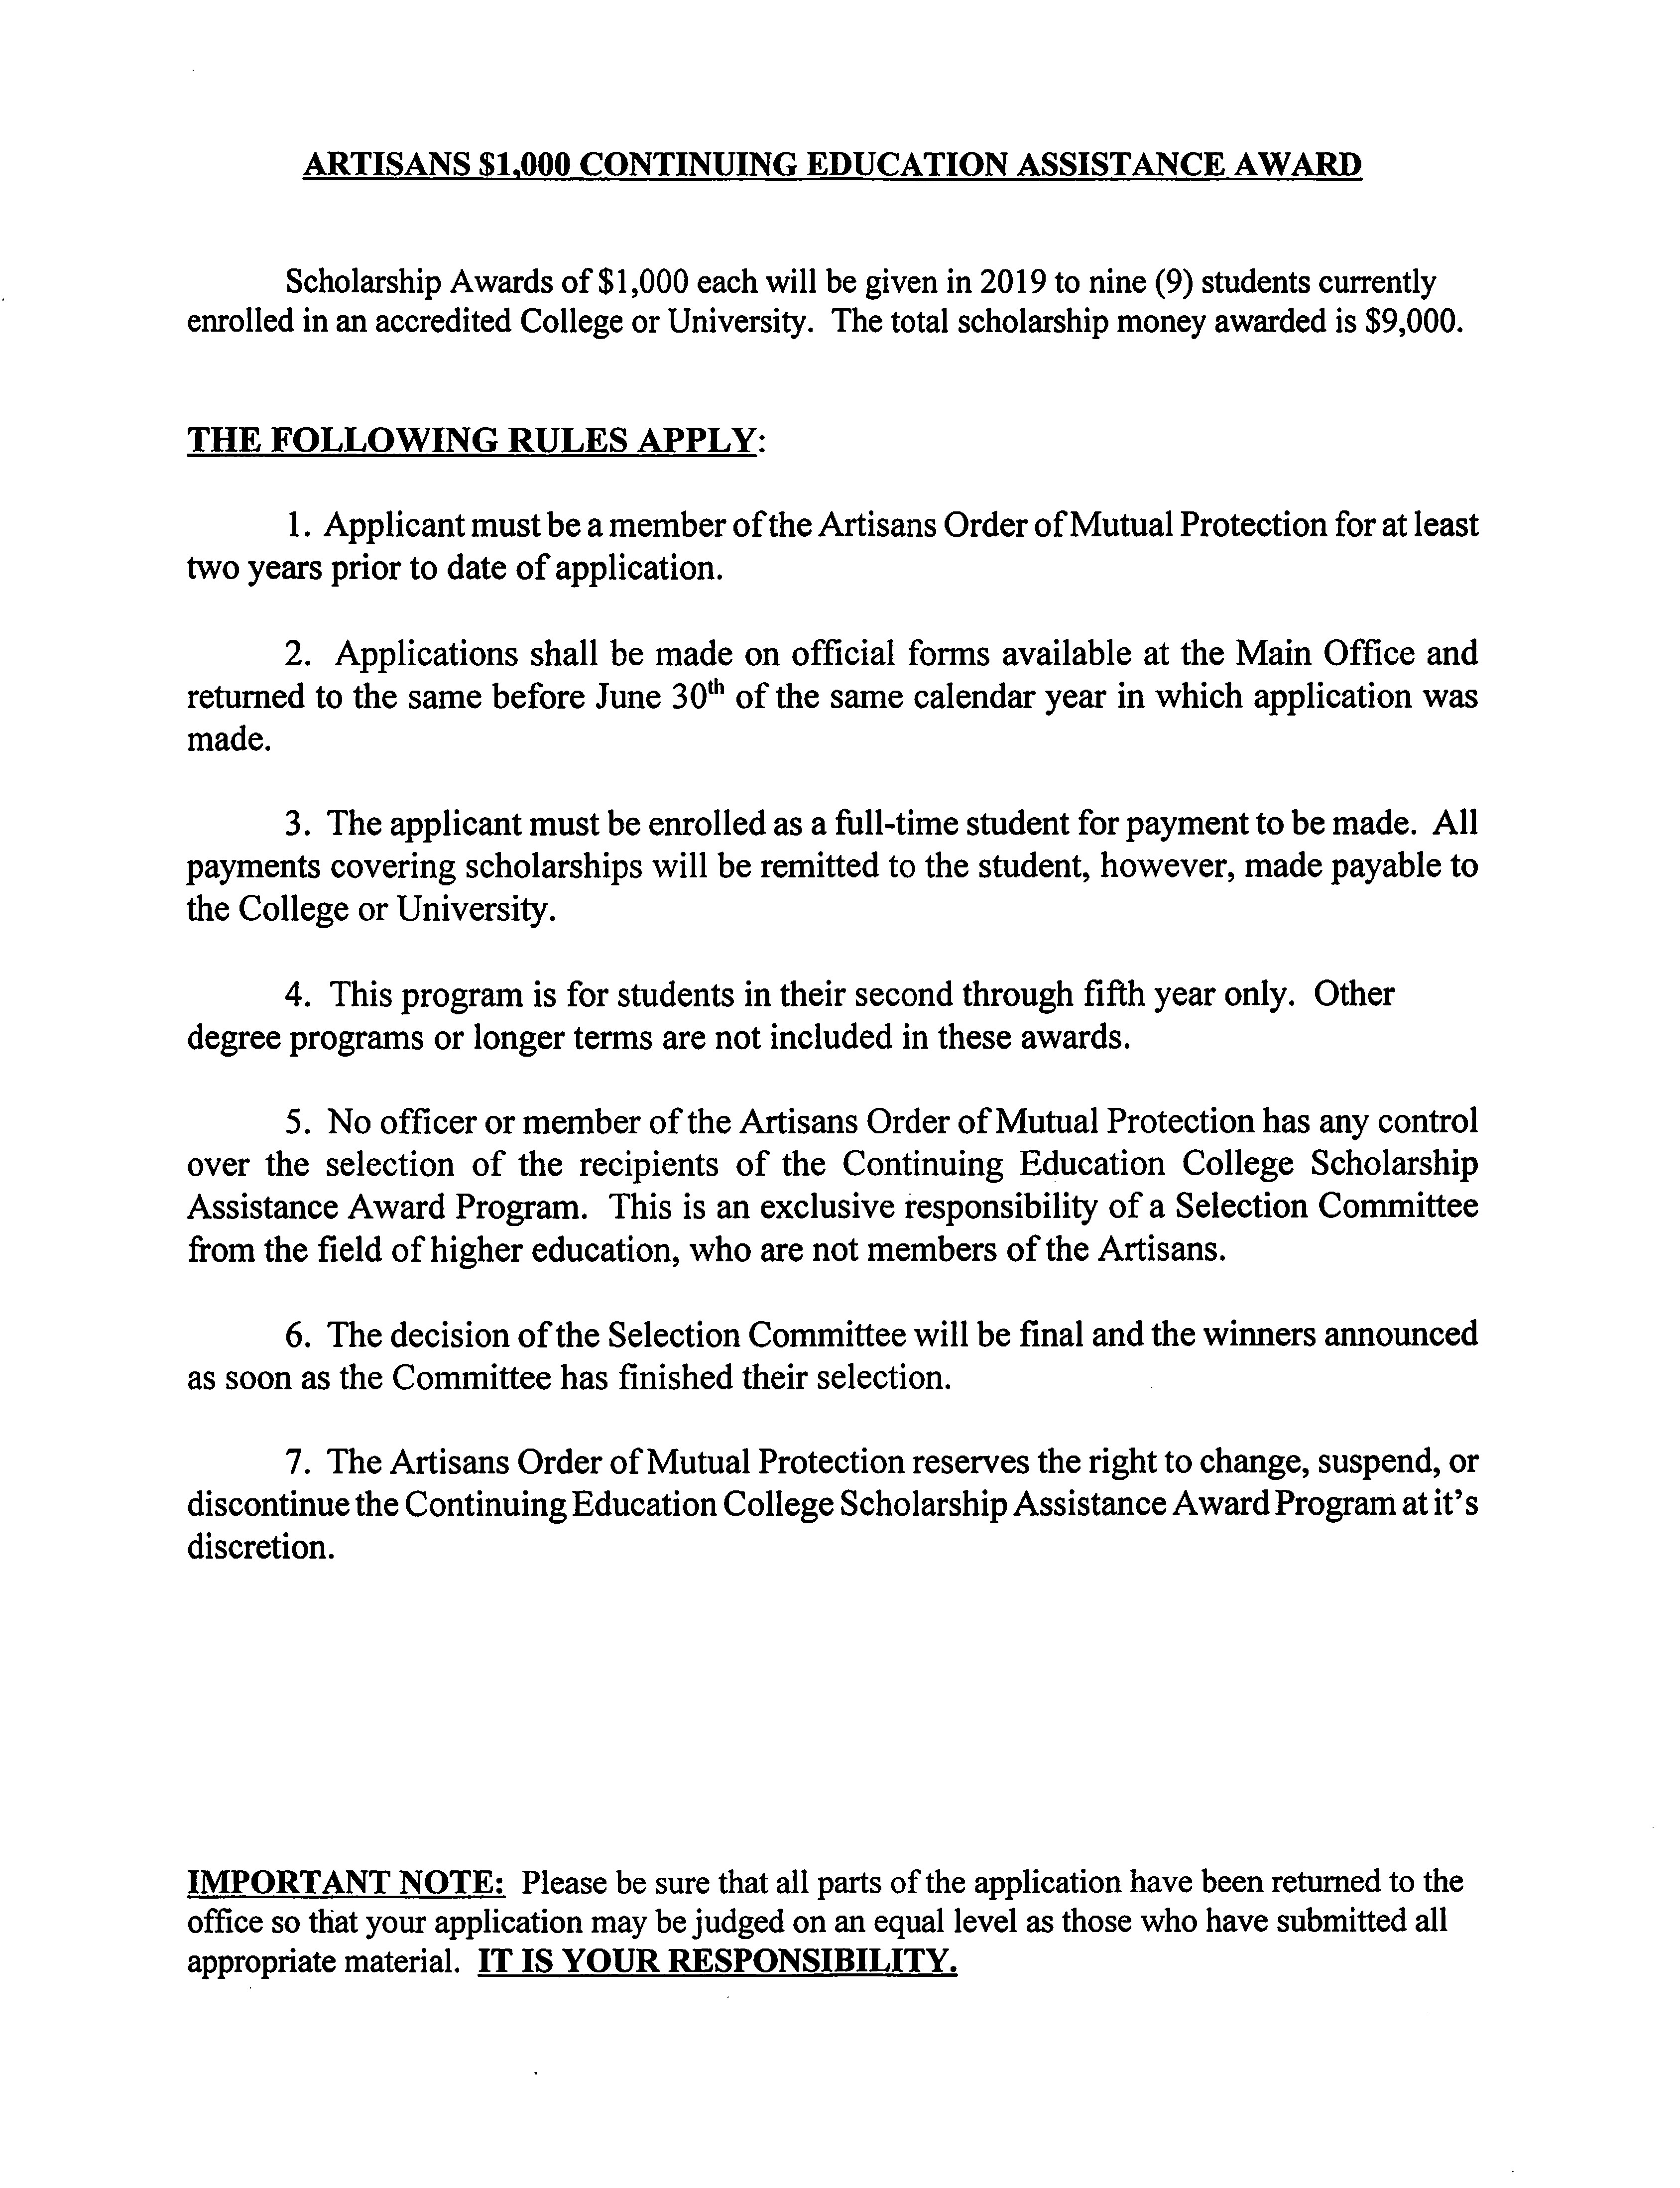 ARTISANS $1,000 CONTINUING EDUCATION ASSISTANCE AWARD
Scholarship Awards of $1,000 each will be given in 2019 to nine (9) students currently
enrolled in an accredited College or University. The total scholarship money awarded is $9,000.
THE FOLLOWING RULES APPLY:
1. Applicant must be a member of the Artisans Order of Mutual Protection for at least
two years prior to date of application.
2. Applications shall be made on official forms available at the Main Office and
returned to the same before June 30th of the same calendar year in which application was
made.
3. The applicant must be enrolled as a full-time student for payment to be made. All
payments covering scholarships will be remitted to the student, however, made payable to
the College or University.
4. This program is for students in their second through fifth year only. Other
degree programs or longer terms are not included in these awards.
5. No officer or member of the Artisans Order of Mutual Protection has any control
over the selection of the recipients of the Continuing Education College Scholarship
Assistance Award Program. This is an exclusive responsibility of a Selection Committee
from the field of higher education, who are not members of the Artisans.
6. The decision of the Selection Committee will be final and the winners announced
as soon as the Committee has finished their selection.
7. The Artisans Order of Mutual Protection reserves the right to change, suspend, or
discontinue the Continuing Education College Scholarship Assistance Award Program at it's
discretion.
IMPORTANT NOTE: Please be sure that all parts of the application have been returned to the
office so that your application may be judged on an equal level as those who have submitted all
appropriate material. IT IS YOUR RESPONSIBILITY.